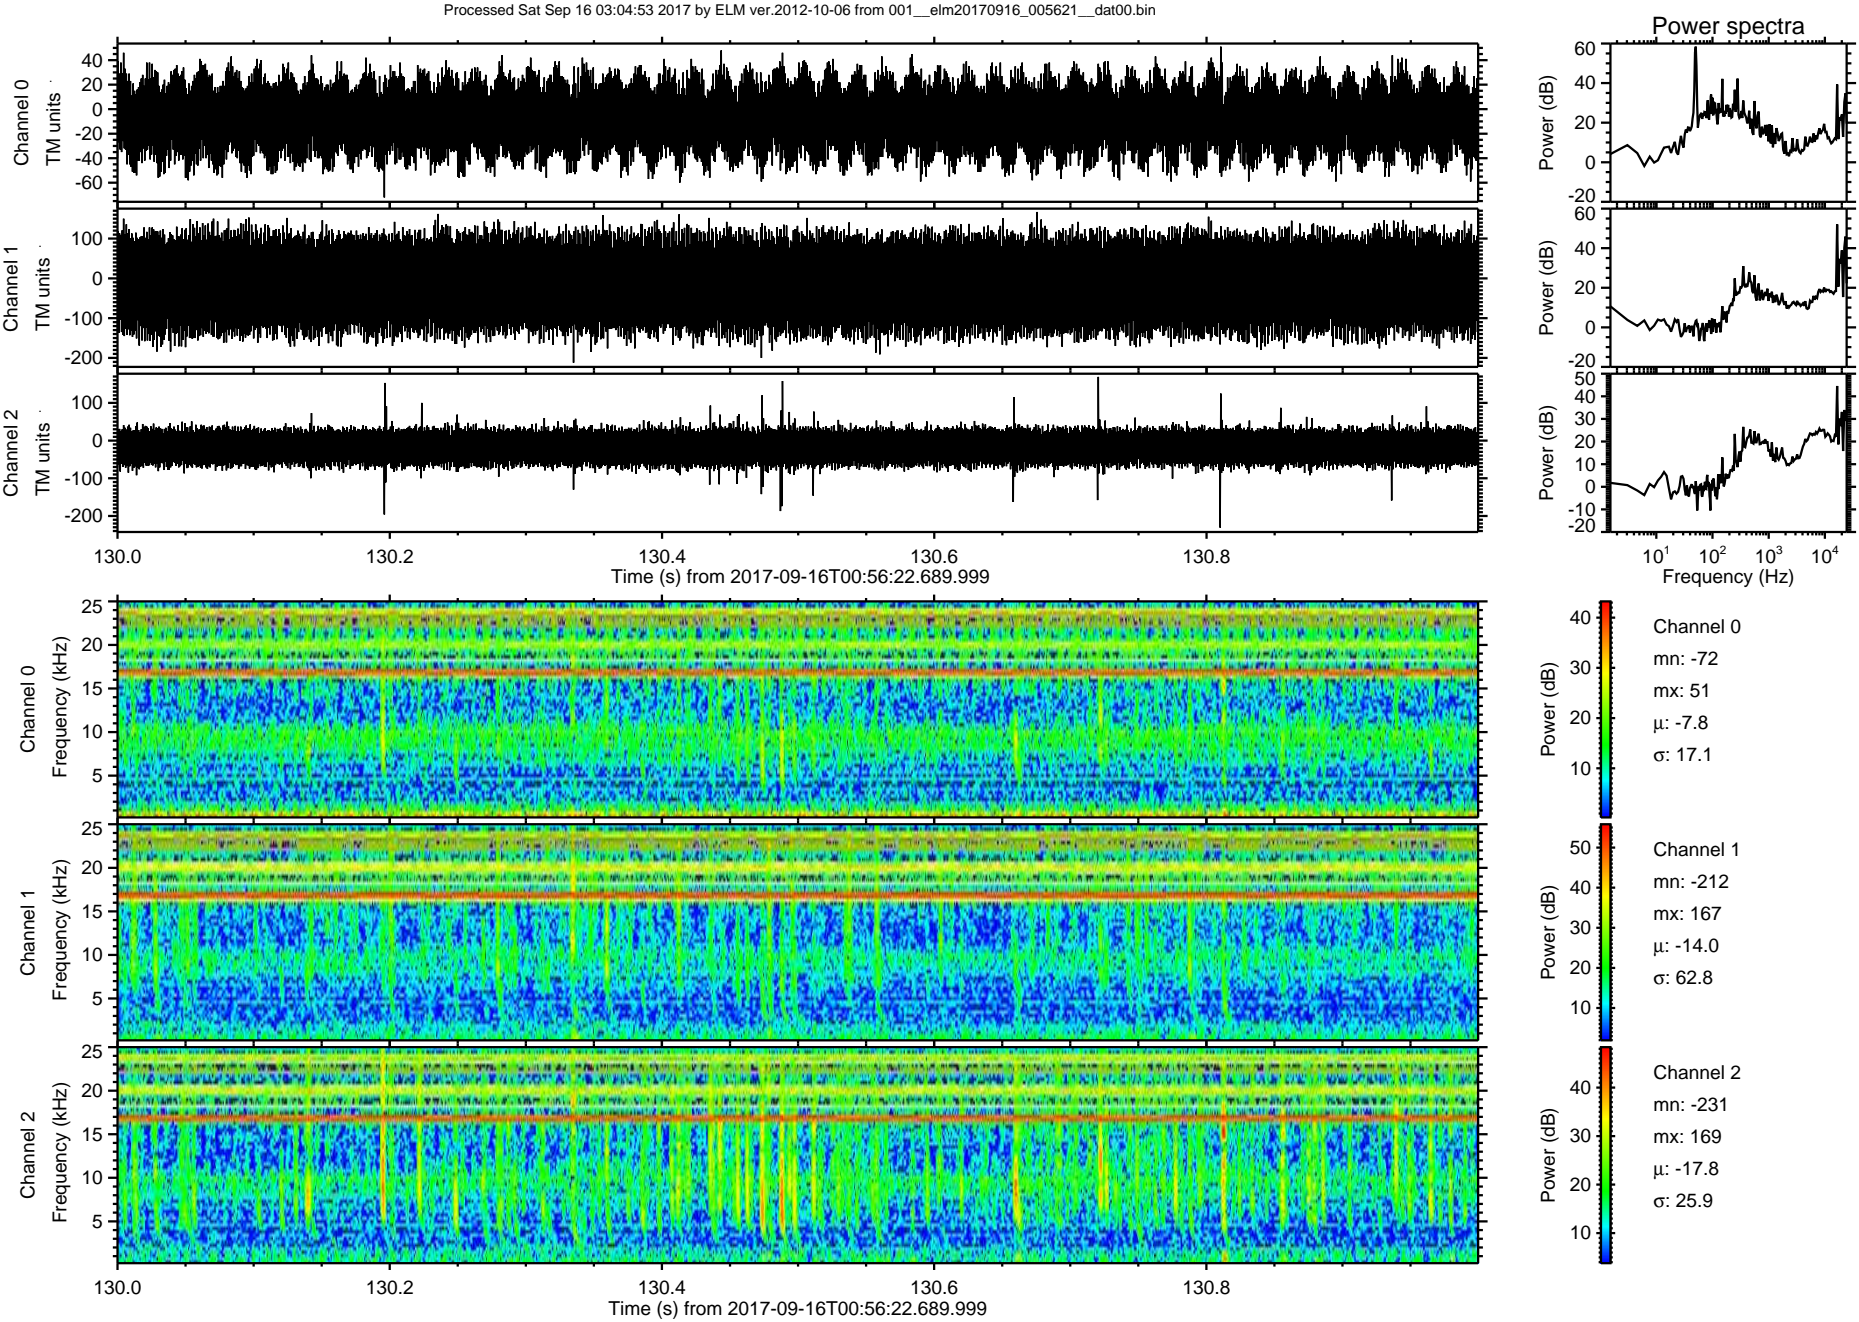 Processed Sat Sep 16 03:04:53 2017 by ELM ver.2012-10-06 from 001__elm20170916_005621__dat00.bin
Power spectra
Channel 0
TM units
40
20
0
-20
-40
-60
Power (dB)
60
40
20
0
-20
Channel 1
TM units
100
0
-100
-200
Power (dB)
60
40
20
0
-20
Channel 2
TM units
100
0
-100
-200
Power (dB)
50
40
30
20
10
0
-10
-20
130.0 130.2 130.4 130.6 130.8
Time (s) from 2017-09-16T00:56:22.689.999
10¹ 10² 10³ 10⁴
Frequency (Hz)
Channel 0
Frequency (kHz)
25
20
15
10
5
Power (dB)
40
30
20
10
Channel 0
mn: -72
mx: 51
μ: -7.8
σ: 17.1
Channel 1
Frequency (kHz)
25
20
15
10
5
Power (dB)
50
40
30
20
10
Channel 1
mn: -212
mx: 167
μ: -14.0
σ: 62.8
Channel 2
Frequency (kHz)
25
20
15
10
5
Power (dB)
40
30
20
10
Channel 2
mn: -231
mx: 169
μ: -17.8
σ: 25.9
130.0 130.2 130.4 130.6 130.8
Time (s) from 2017-09-16T00:56:22.689.999